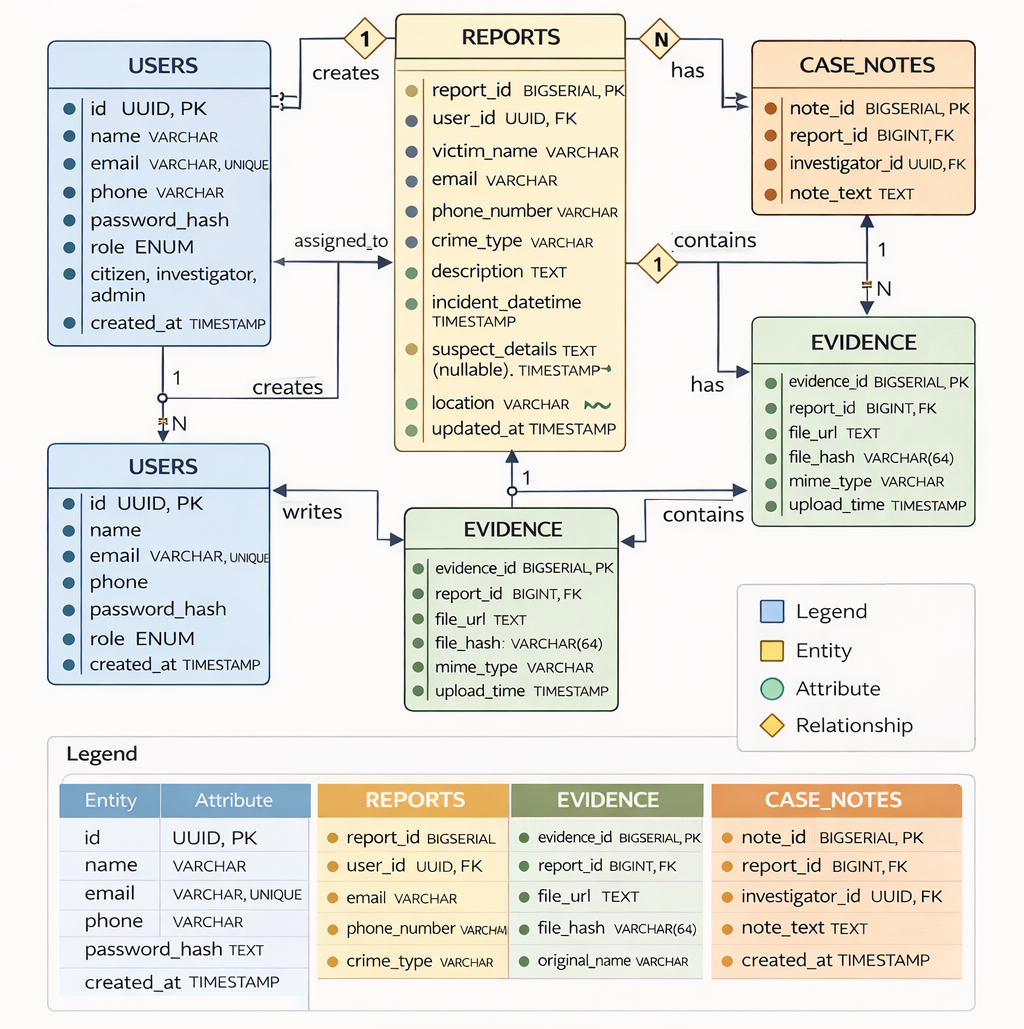 USERS
id UUID, PK
name VARCHAR
email VARCHAR, UNIQUE
phone VARCHAR
password_hash
role ENUM
citizen, investigator,
admin
created_at TIMESTAMP
1
creates
REPORTS
report_id BIGSERIAL, PK
user_id UUID, FK
victim_name VARCHAR
email VARCHAR
phone_number VARCHAR
crime_type VARCHAR
description TEXT
incident_datetime
TIMESTAMP
suspect_details TEXT
(nullable). TIMESTAMP
location VARCHAR
updated_at TIMESTAMP
N
has
CASE_NOTES
note_id BIGSERIAL, PK
report_id BIGINT, FK
investigator_id UUID, FK
note_text TEXT
assigned_to
1
contains
1
N
has
1
creates
N
USERS
id UUID, PK
name
email VARCHAR, UNIQUE
phone
password_hash
role ENUM
created_at TIMESTAMP
writes
1
contains
EVIDENCE
evidence_id BIGSERIAL, PK
report_id BIGINT, FK
file_url TEXT
file_hash: VARCHAR(64)
mime_type VARCHAR
upload_time TIMESTAMP
EVIDENCE
evidence_id BIGSERIAL, PK
report_id BIGINT, FK
file_url TEXT
file_hash VARCHAR(64)
mime_type VARCHAR
upload_time TIMESTAMP
Legend
Entity
Attribute
Relationship
Legend
Entity Attribute
id UUID, PK
name VARCHAR
email VARCHAR, UNIQUE
phone VARCHAR
password_hash TEXT
created_at TIMESTAMP
REPORTS
report_id BIGSERIAL
user_id UUID, FK
email VARCHAR
phone_number
crime_type VARCHAR
EVIDENCE
evidence_id BIGSERIAL, PK
report_id BIGINT, FK
file_url TEXT
file_hash VARCHAR(64)
original_name VARCHAR
CASE_NOTES
note_id BIGSERIAL, PK
report_id BIGINT, FK
investigator_id UUID, FK
note_text TEXT
created_at TIMESTAMP